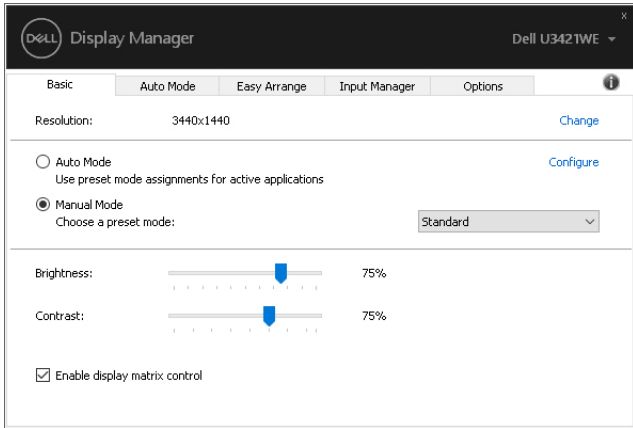 x
DELL Display Manager Dell U3421WE
Basic Auto Mode Easy Arrange Input Manager Options i
Resolution: 3440x1440 Change
Auto Mode Configure
Use preset mode assignments for active applications
Manual Mode
Choose a preset mode: Standard
Brightness: 75%
Contrast: 75%
Enable display matrix control